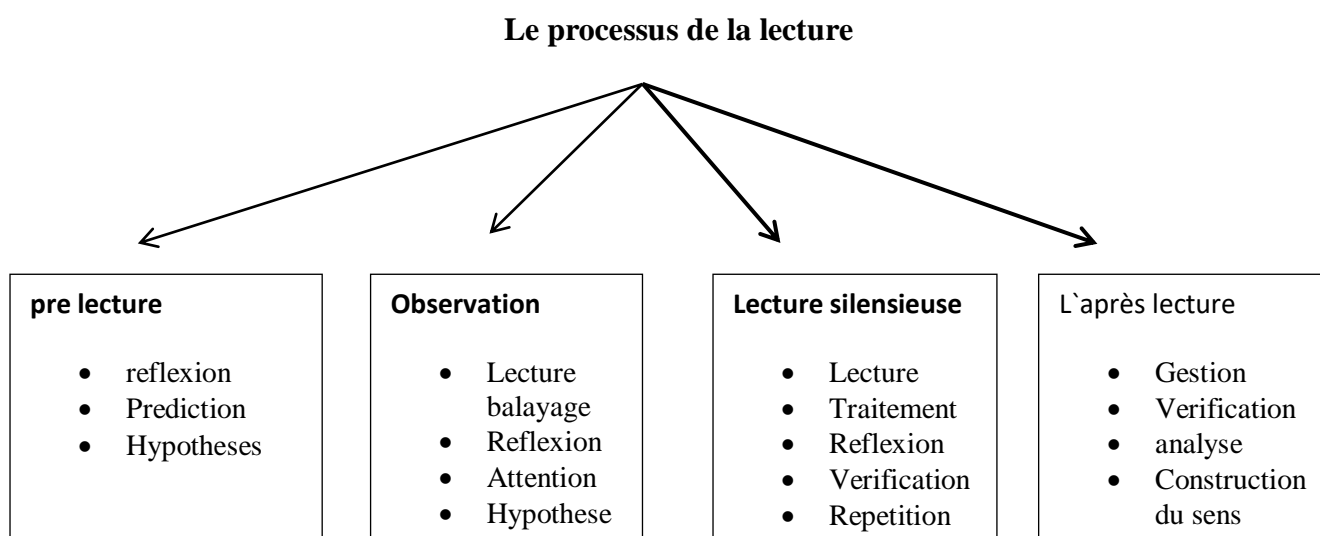 Le processus de la lecture
pre lecture
reflexion
Prediction
Hypotheses
Observation
Lecture
balayage
Reflexion
Attention
Hypothese
Lecture silensieuse
Lecture
Traitement
Reflexion
Verification
Repetition
L`après lecture
Gestion
Verification
analyse
Construction
du sens